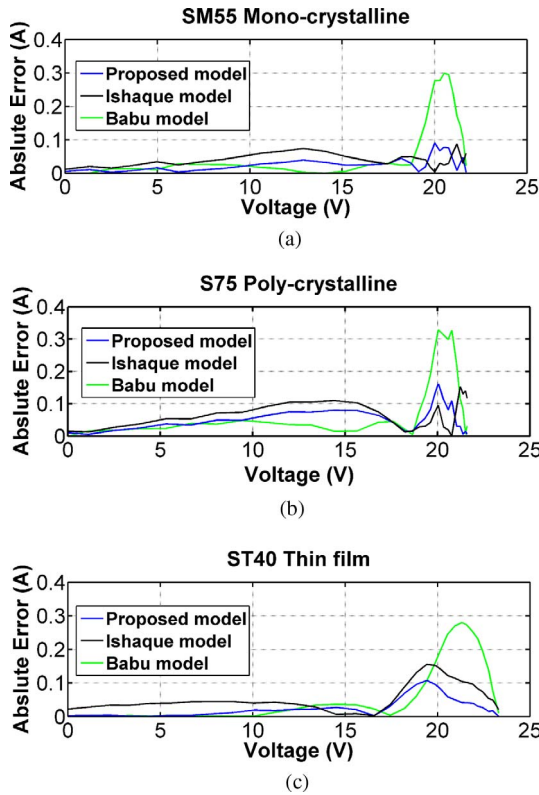 SM55 Mono-crystalline
Abslute Error (A)
0.4
0.3
0.2
0.1
0
Proposed model
Ishaque model
Babu model
0 5 10 15 20 25
Voltage (V)
(a)
S75 Poly-crystalline
Abslute Error (A)
0.4
0.3
0.2
0.1
0
Proposed model
Ishaque model
Babu model
0 5 10 15 20 25
Voltage (V)
(b)
ST40 Thin film
Abslute Error (A)
0.4
0.3
0.2
0.1
0
Proposed model
Ishaque model
Babu model
0 5 10 15 20 25
Voltage (V)
(c)